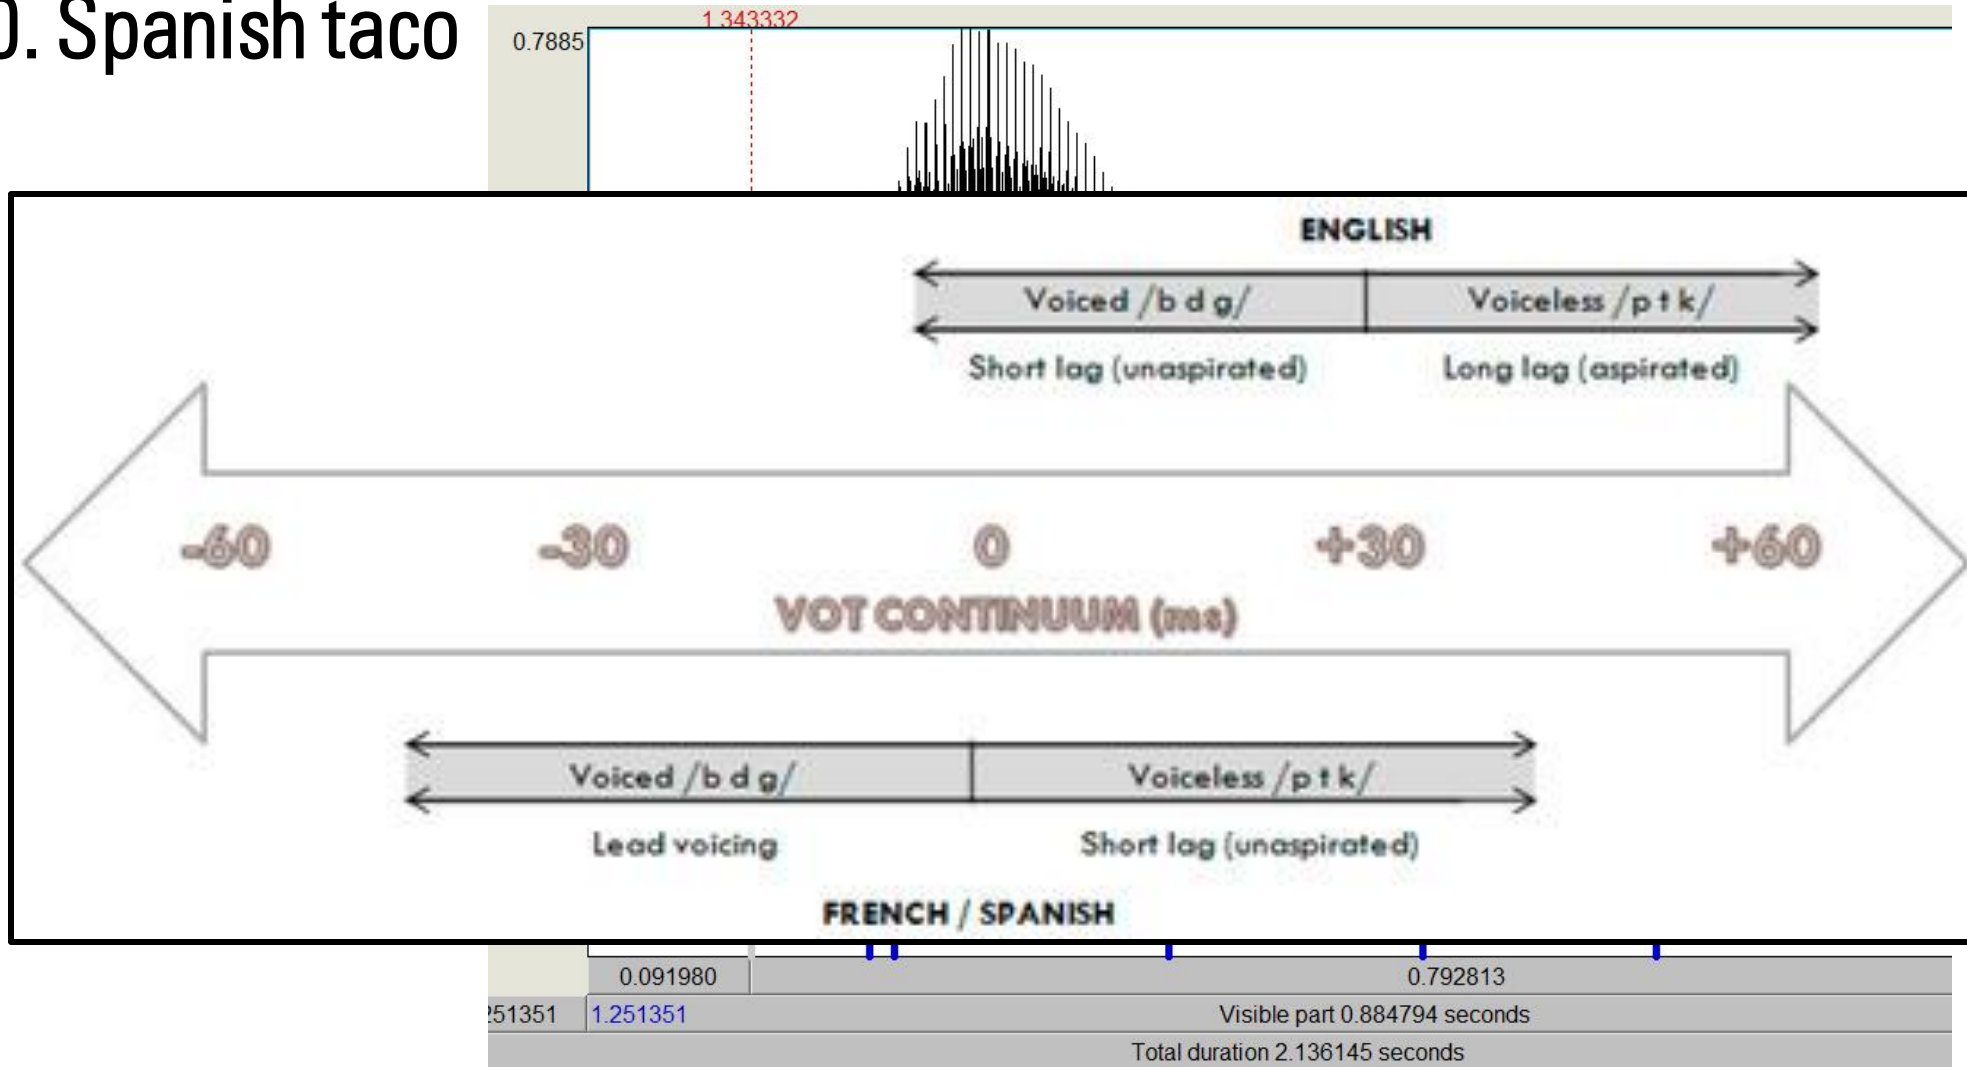 . Spanish taco
1.343332
0.7885
ENGLISH
Voiced /b d g/ Voiceless /p t k/
Short lag (unaspirated) Long lag (aspirated)
-60 -30 0 +30 +60
VOT CONTINUUM (ms)
Voiced /b d g/ Voiceless /p t k/
Lead voicing Short lag (unaspirated)
FRENCH / SPANISH
0.091980 0.792813
251351 1.251351 Visible part 0.884794 seconds
Total duration 2.136145 seconds